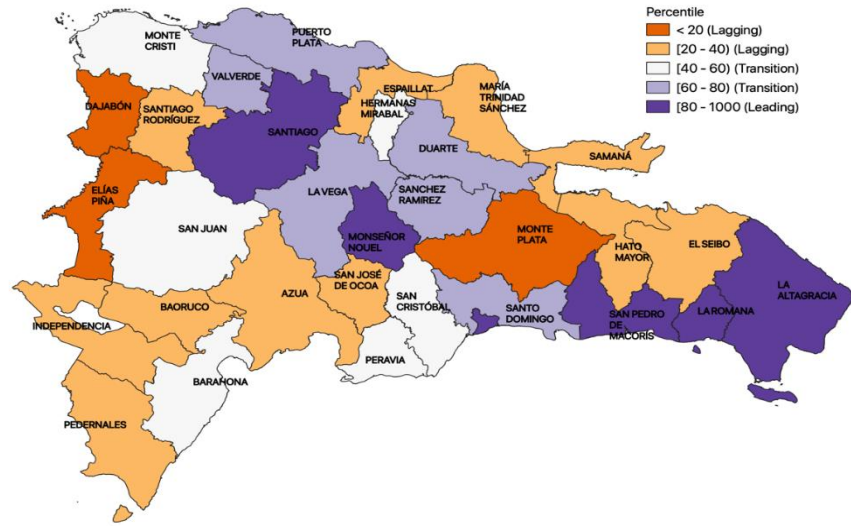 Percentile
< 20 (Lagging)
[20 - 40) (Lagging)
[40 - 60) (Transition)
[60 - 80) (Transition)
[80 - 1000 (Leading)
MONTE
CRISTI
PUERTO
PLATA
VALVERDE
ESPAILLAT
MARÍA
TRINIDAD
SÁNCHEZ
DAJABÓN
SANTIAGO
RODRÍGUEZ
HERMANAS
MIRABAL
SANTIAGO
DUARTE
SAMANÁ
ELÍAS
PIÑA
LA VEGA
SANCHEZ
RAMIREZ
SAN JUAN
MONSEÑOR
NOUEL
MONTE
PLATA
HATO
MAYOR
EL SEIBO
SAN JOSÉ
DE OCOA
LA
ALTAGRACIA
AZUA
SAN
CRISTÓBAL
BAORUCO
SANTO
DOMINGO
SAN PEDRO
DE
MACORÍS
LA ROMANA
INDEPENDENCIA
PERAVIA
BARAHONA
PEDERNALES